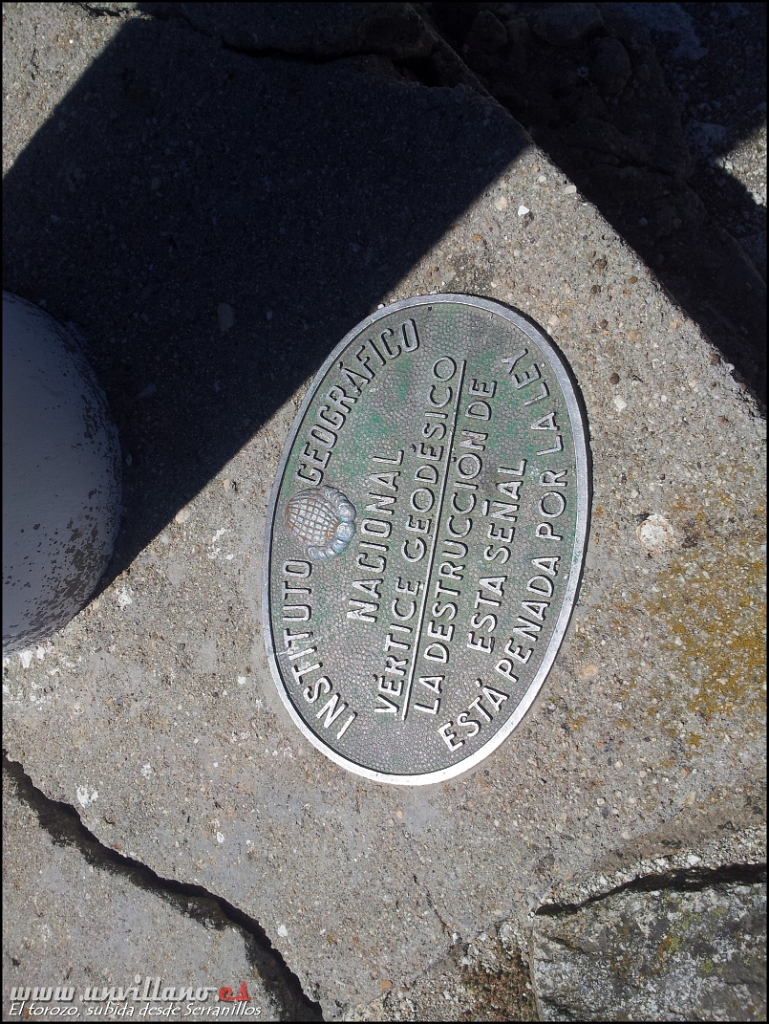 INSTITUTO GEOGRÁFICO
NACIONAL
VÉRTICE GEODÉSICO
LA DESTRUCCIÓN DE
ESTA SEÑAL
ESTÁ PENADA POR LA LEY
www.unvillano.es
El torozo, subida desde Serranillos